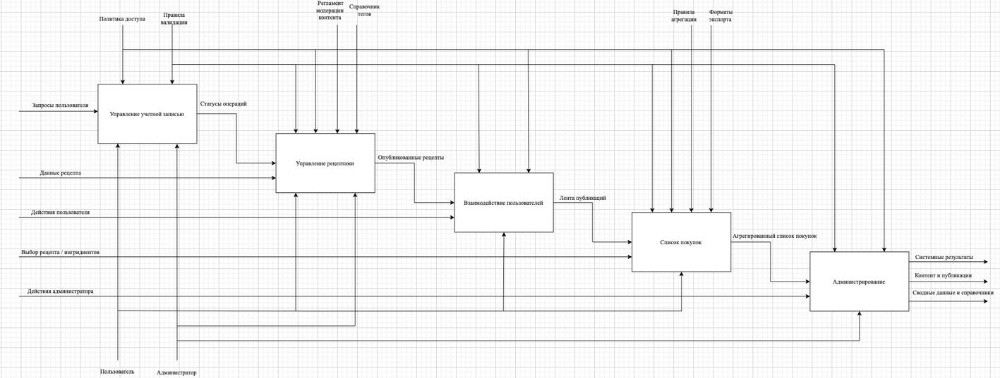 Политика доступа
Правила
валидации
Регламент
модерации
контента
Справочник
тегов
Правила
агрегации
Форматы
экспорта
Запросы пользователя
Управление учетной записью
Статусы операций
Данные рецепта
Управление рецептами
Опубликованные рецепты
Действия пользователя
Взаимодействие пользователей
Лента публикаций
Выбор рецепта / ингридиентов
Список покупок
Агрегированный список покупок
Действия администратора
Администрирование
Системные результаты
Контент и публикации
Сводные данные и справочники
Пользователь
Администратор